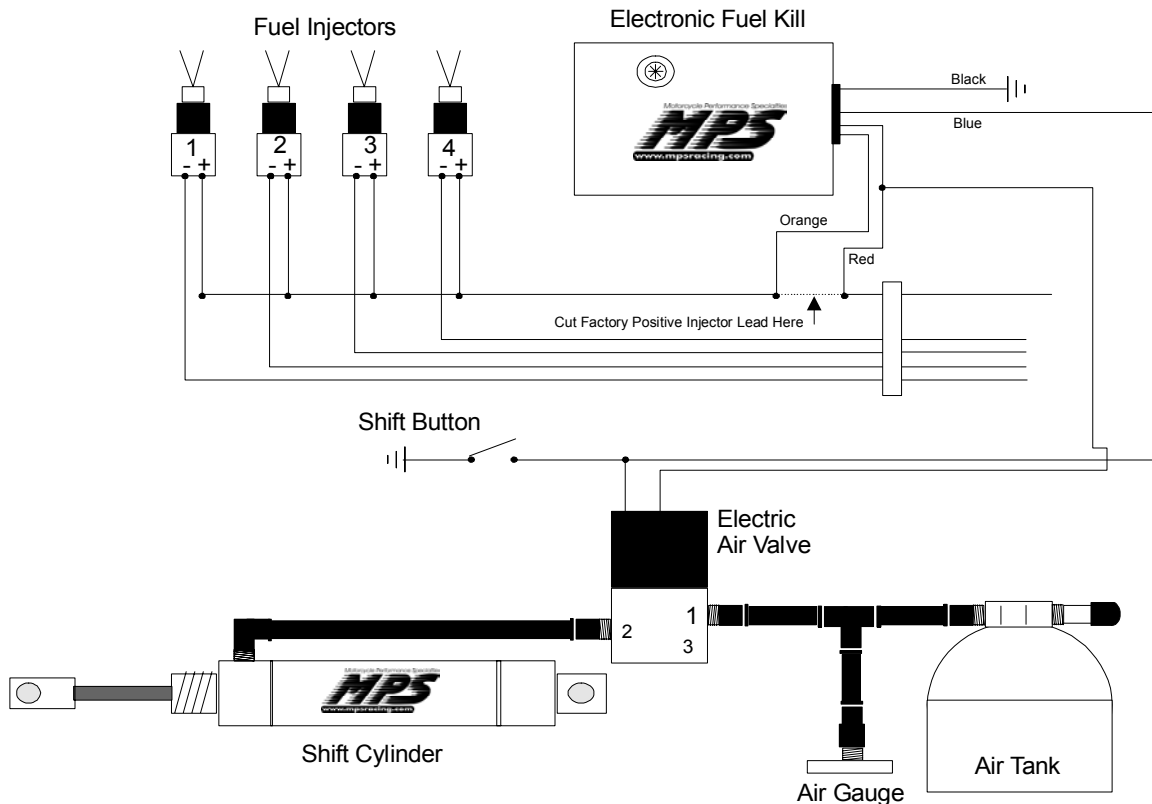 Fuel Injectors
Electronic Fuel Kill
Motorcycle Performance Specialties
MPS
www.mpsracing.com
Black
Blue
1
- +
2
- +
3
- +
4
- +
Orange
Red
Cut Factory Positive Injector Lead Here
Shift Button
Electric
Air Valve
1
2
3
Motorcycle Performance Specialties
MPS
www.mpsracing.com
Shift Cylinder
Air Gauge
Air Tank